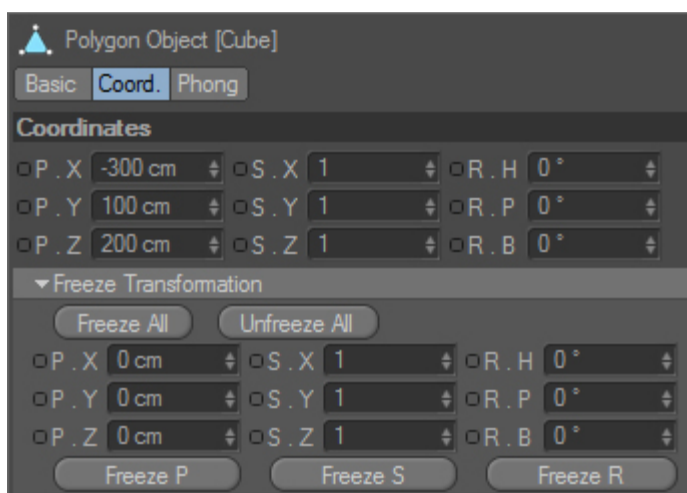 Polygon Object [Cube]
Basic Coord. Phong
Coordinates
P . X -300 cm S . X 1 R . H 0 °
P . Y 100 cm S . Y 1 R . P 0 °
P . Z 200 cm S . Z 1 R . B 0 °
Freeze Transformation
Freeze All Unfreeze All
P . X 0 cm S . X 1 R . H 0 °
P . Y 0 cm S . Y 1 R . P 0 °
P . Z 0 cm S . Z 1 R . B 0 °
Freeze P Freeze S Freeze R